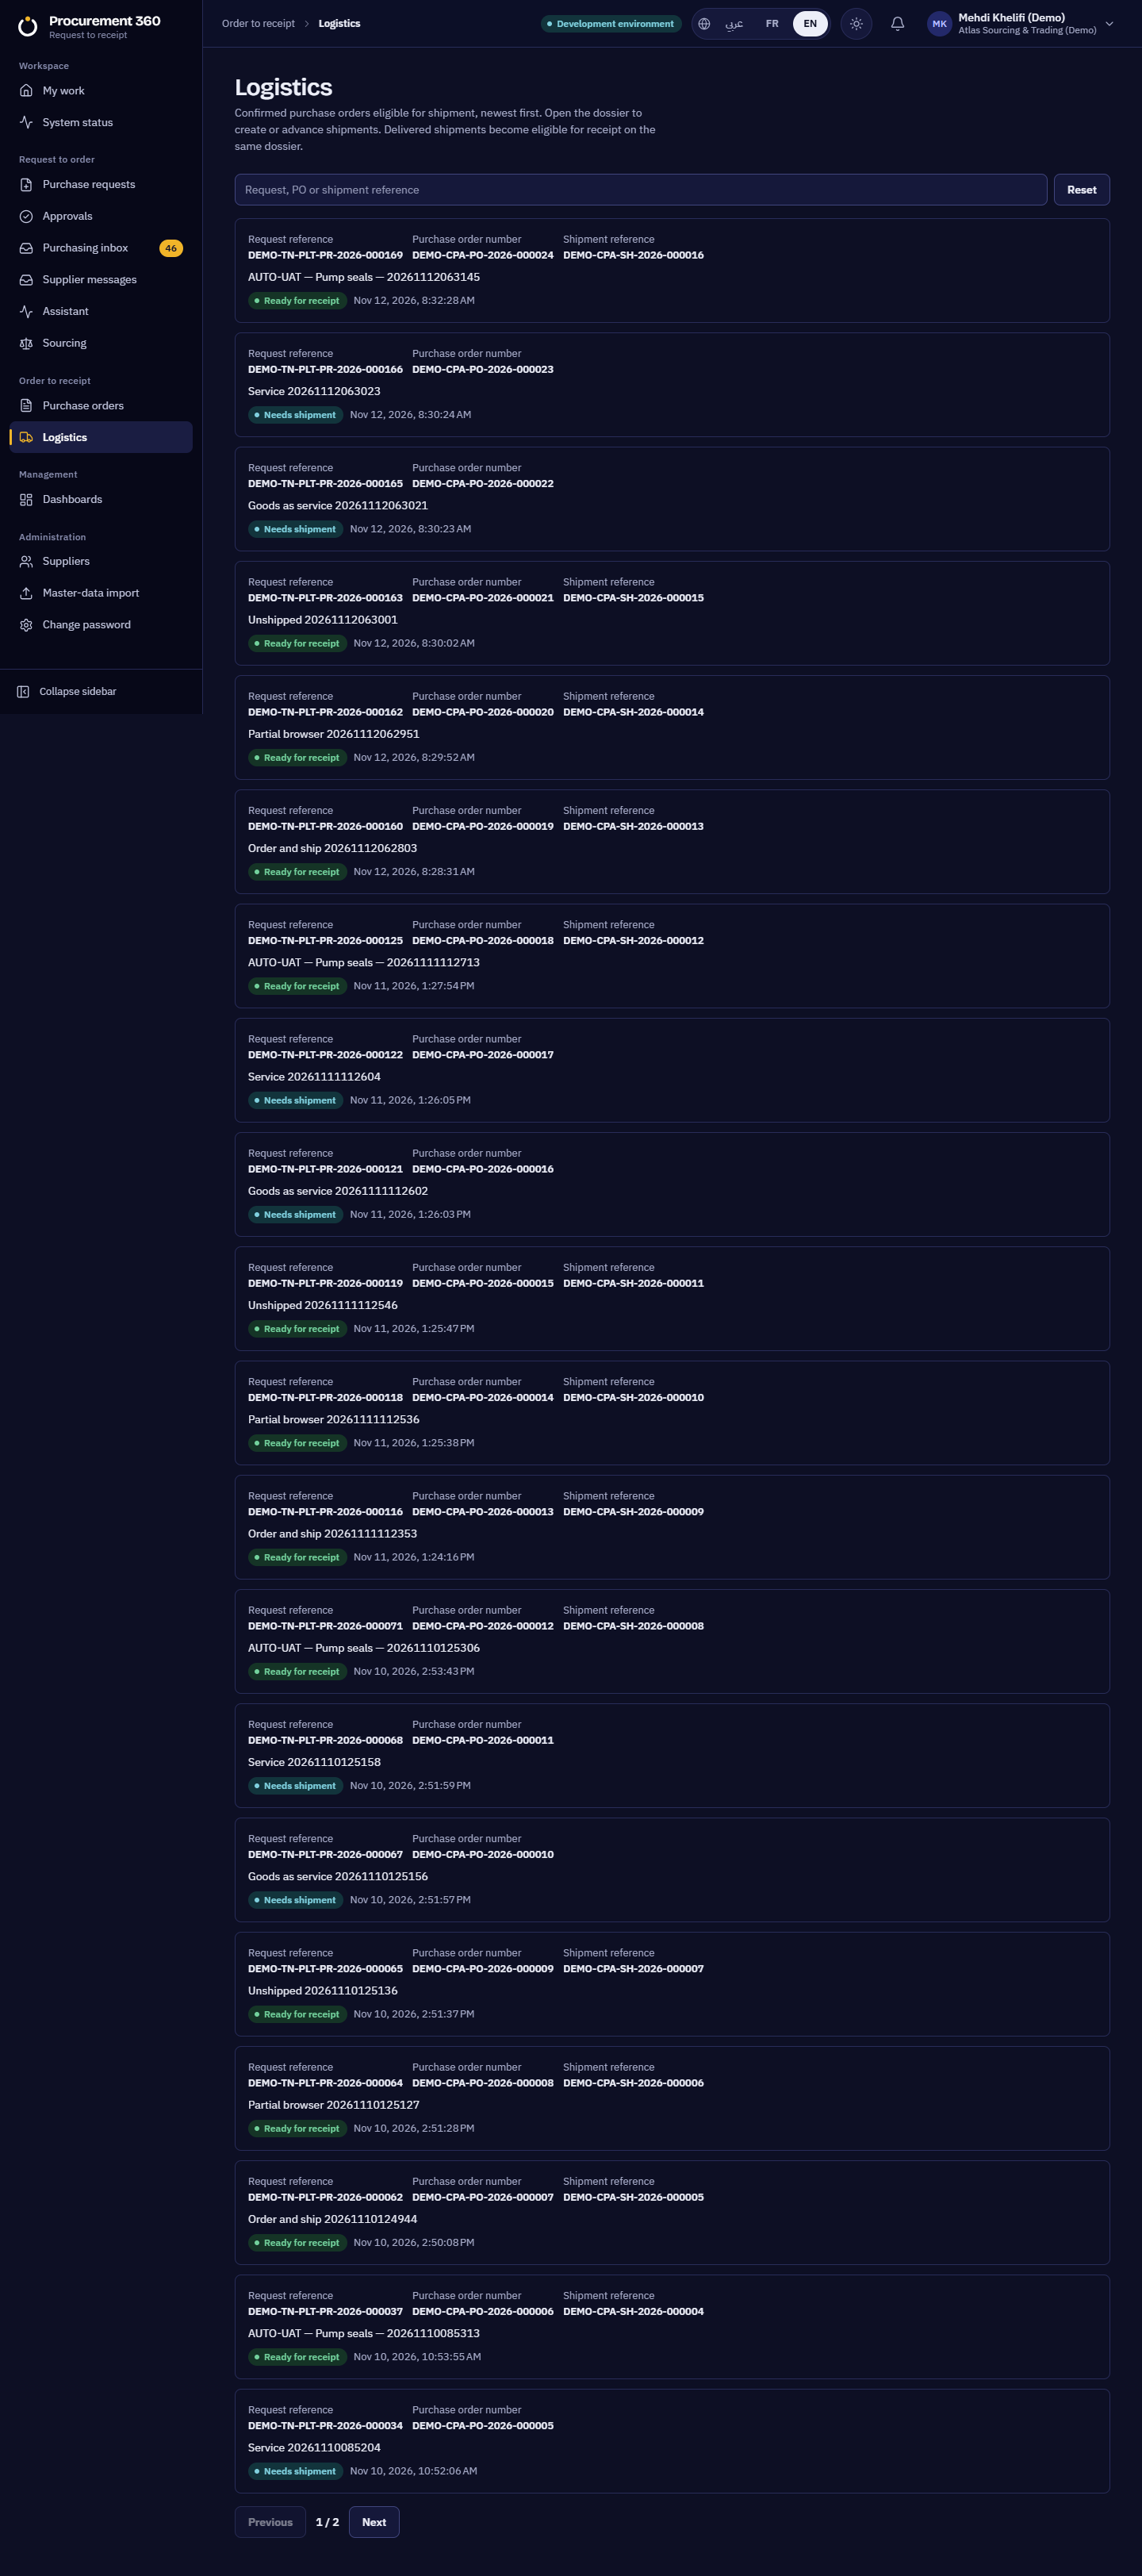 Procurement 360
Request to receipt
Workspace
My work
System status
Request to order
Purchase requests
Approvals
Purchasing inbox 46
Supplier messages
Assistant
Sourcing
Order to receipt
Purchase orders
Logistics
Management
Dashboards
Administration
Suppliers
Master-data import
Change password
Collapse sidebar
Order to receipt > Logistics
Development environment
عربي FR EN
MK Mehdi Khelifi (Demo)
Atlas Sourcing & Trading (Demo)
Logistics
Confirmed purchase orders eligible for shipment, newest first. Open the dossier to
create or advance shipments. Delivered shipments become eligible for receipt on the
same dossier.
Request, PO or shipment reference Reset
Request reference Purchase order number Shipment reference
DEMO-TN-PLT-PR-2026-000169 DEMO-CPA-PO-2026-000024 DEMO-CPA-SH-2026-000016
AUTO-UAT — Pump seals — 20261112063145
Ready for receipt Nov 12, 2026, 8:32:28 AM
Request reference Purchase order number
DEMO-TN-PLT-PR-2026-000166 DEMO-CPA-PO-2026-000023
Service 20261112063023
Needs shipment Nov 12, 2026, 8:30:24 AM
Request reference Purchase order number
DEMO-TN-PLT-PR-2026-000165 DEMO-CPA-PO-2026-000022
Goods as service 20261112063021
Needs shipment Nov 12, 2026, 8:30:23 AM
Request reference Purchase order number Shipment reference
DEMO-TN-PLT-PR-2026-000163 DEMO-CPA-PO-2026-000021 DEMO-CPA-SH-2026-000015
Unshipped 20261112063001
Ready for receipt Nov 12, 2026, 8:30:02 AM
Request reference Purchase order number Shipment reference
DEMO-TN-PLT-PR-2026-000162 DEMO-CPA-PO-2026-000020 DEMO-CPA-SH-2026-000014
Partial browser 20261112062951
Ready for receipt Nov 12, 2026, 8:29:52 AM
Request reference Purchase order number Shipment reference
DEMO-TN-PLT-PR-2026-000160 DEMO-CPA-PO-2026-000019 DEMO-CPA-SH-2026-000013
Order and ship 20261112062803
Ready for receipt Nov 12, 2026, 8:28:31 AM
Request reference Purchase order number Shipment reference
DEMO-TN-PLT-PR-2026-000125 DEMO-CPA-PO-2026-000018 DEMO-CPA-SH-2026-000012
AUTO-UAT — Pump seals — 20261111112713
Ready for receipt Nov 11, 2026, 1:27:54 PM
Request reference Purchase order number
DEMO-TN-PLT-PR-2026-000122 DEMO-CPA-PO-2026-000017
Service 20261111112604
Needs shipment Nov 11, 2026, 1:26:05 PM
Request reference Purchase order number
DEMO-TN-PLT-PR-2026-000121 DEMO-CPA-PO-2026-000016
Goods as service 20261111112602
Needs shipment Nov 11, 2026, 1:26:03 PM
Request reference Purchase order number Shipment reference
DEMO-TN-PLT-PR-2026-000119 DEMO-CPA-PO-2026-000015 DEMO-CPA-SH-2026-000011
Unshipped 20261111112546
Ready for receipt Nov 11, 2026, 1:25:47 PM
Request reference Purchase order number Shipment reference
DEMO-TN-PLT-PR-2026-000118 DEMO-CPA-PO-2026-000014 DEMO-CPA-SH-2026-000010
Partial browser 20261111112536
Ready for receipt Nov 11, 2026, 1:25:38 PM
Request reference Purchase order number Shipment reference
DEMO-TN-PLT-PR-2026-000116 DEMO-CPA-PO-2026-000013 DEMO-CPA-SH-2026-000009
Order and ship 20261111112353
Ready for receipt Nov 11, 2026, 1:24:16 PM
Request reference Purchase order number Shipment reference
DEMO-TN-PLT-PR-2026-000071 DEMO-CPA-PO-2026-000012 DEMO-CPA-SH-2026-000008
AUTO-UAT — Pump seals — 20261110125306
Ready for receipt Nov 10, 2026, 2:53:43 PM
Request reference Purchase order number
DEMO-TN-PLT-PR-2026-000068 DEMO-CPA-PO-2026-000011
Service 20261110125158
Needs shipment Nov 10, 2026, 2:51:59 PM
Request reference Purchase order number
DEMO-TN-PLT-PR-2026-000067 DEMO-CPA-PO-2026-000010
Goods as service 20261110125156
Needs shipment Nov 10, 2026, 2:51:57 PM
Request reference Purchase order number Shipment reference
DEMO-TN-PLT-PR-2026-000065 DEMO-CPA-PO-2026-000009 DEMO-CPA-SH-2026-000007
Unshipped 20261110125136
Ready for receipt Nov 10, 2026, 2:51:37 PM
Request reference Purchase order number Shipment reference
DEMO-TN-PLT-PR-2026-000064 DEMO-CPA-PO-2026-000008 DEMO-CPA-SH-2026-000006
Partial browser 20261110125127
Ready for receipt Nov 10, 2026, 2:51:28 PM
Request reference Purchase order number Shipment reference
DEMO-TN-PLT-PR-2026-000062 DEMO-CPA-PO-2026-000007 DEMO-CPA-SH-2026-000005
Order and ship 20261110124944
Ready for receipt Nov 10, 2026, 2:50:08 PM
Request reference Purchase order number Shipment reference
DEMO-TN-PLT-PR-2026-000037 DEMO-CPA-PO-2026-000006 DEMO-CPA-SH-2026-000004
AUTO-UAT — Pump seals — 20261110085313
Ready for receipt Nov 10, 2026, 10:53:55 AM
Request reference Purchase order number
DEMO-TN-PLT-PR-2026-000034 DEMO-CPA-PO-2026-000005
Service 20261110085204
Needs shipment Nov 10, 2026, 10:52:06 AM
Previous 1 / 2 Next